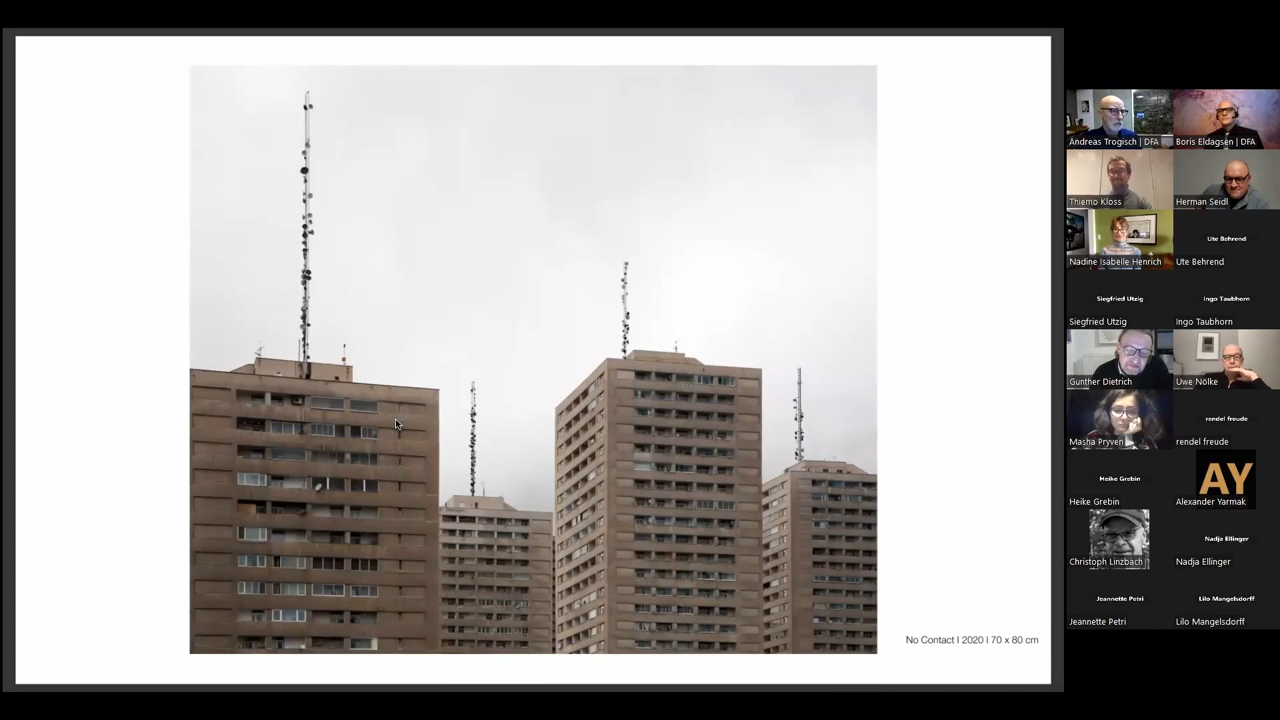 No Contact I 2020 I 70 x 80 cm
Andreas Trogisch | DFA
Boris Eldagsen | DFA
Thiemo Kloss
Herman Seidl
Nadine Isabelle Henrich
Ute Behrend
Ute Behrend
Siegfried Utzig
Siegfried Utzig
Ingo Taubhorn
Ingo Taubhorn
Gunther Dietrich
Uwe Nölke
Masha Pryven
rendel freude
rendel freude
Heike Grebin
Heike Grebin
AY
Alexander Yarmak
Christoph Linzbach
Nadja Ellinger
Nadja Ellinger
Jeannette Petri
Jeannette Petri
Lilo Mangelsdorff
Lilo Mangelsdorff